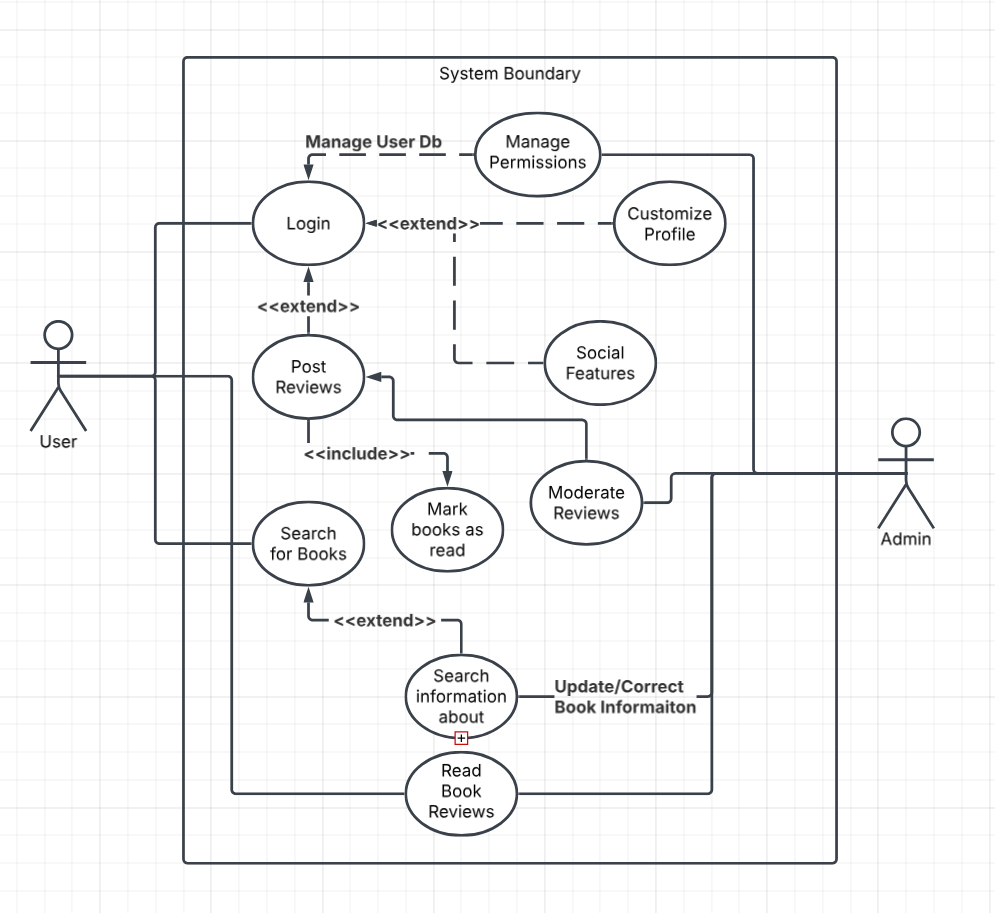 System Boundary
Manage User Db
Manage
Permissions
Login
<<extend>>
Customize
Profile
<<extend>>
Post
Reviews
Social
Features
User
<<include>>
Mark
books as
read
Moderate
Reviews
Admin
Search
for Books
<<extend>>
Search
information
about
Update/Correct
Book Informaiton
+
Read
Book
Reviews